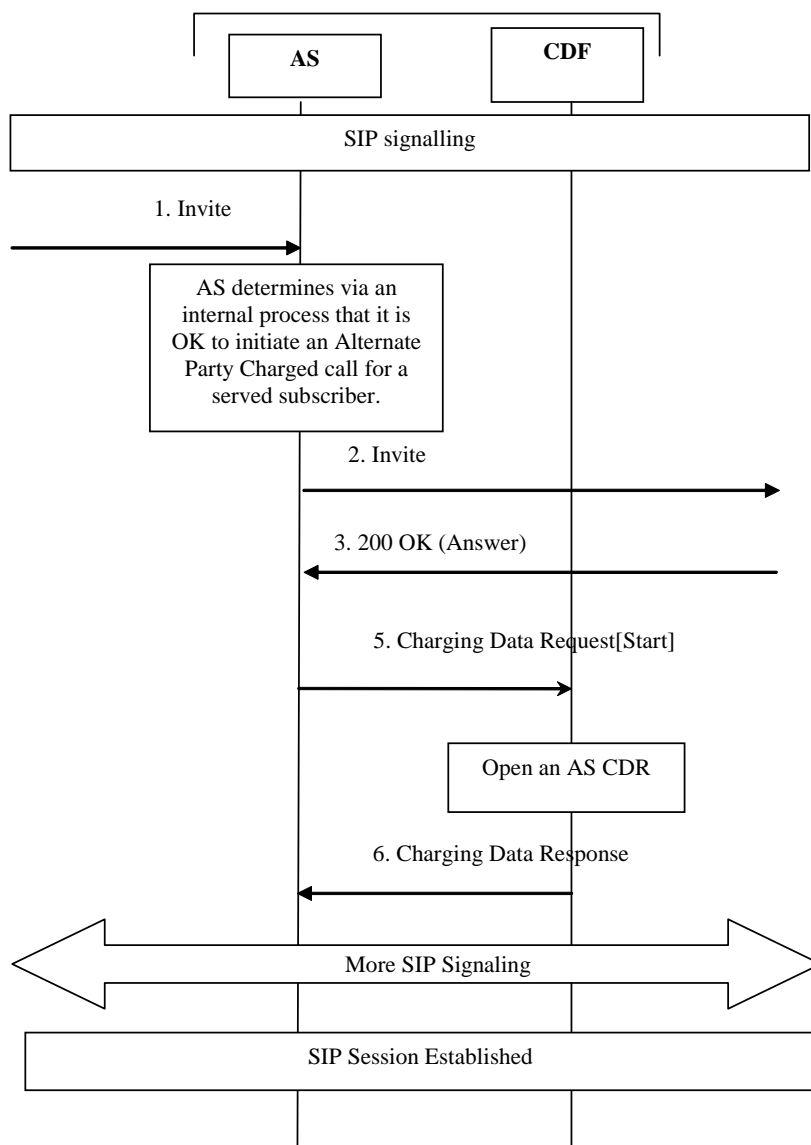 AS
CDF
SIP signalling
1. Invite
AS determines via an
internal process that it is
OK to initiate an Alternate
Party Charged call for a
served subscriber.
2. Invite
3. 200 OK (Answer)
5. Charging Data Request[Start]
Open an AS CDR
6. Charging Data Response
More SIP Signaling
SIP Session Established